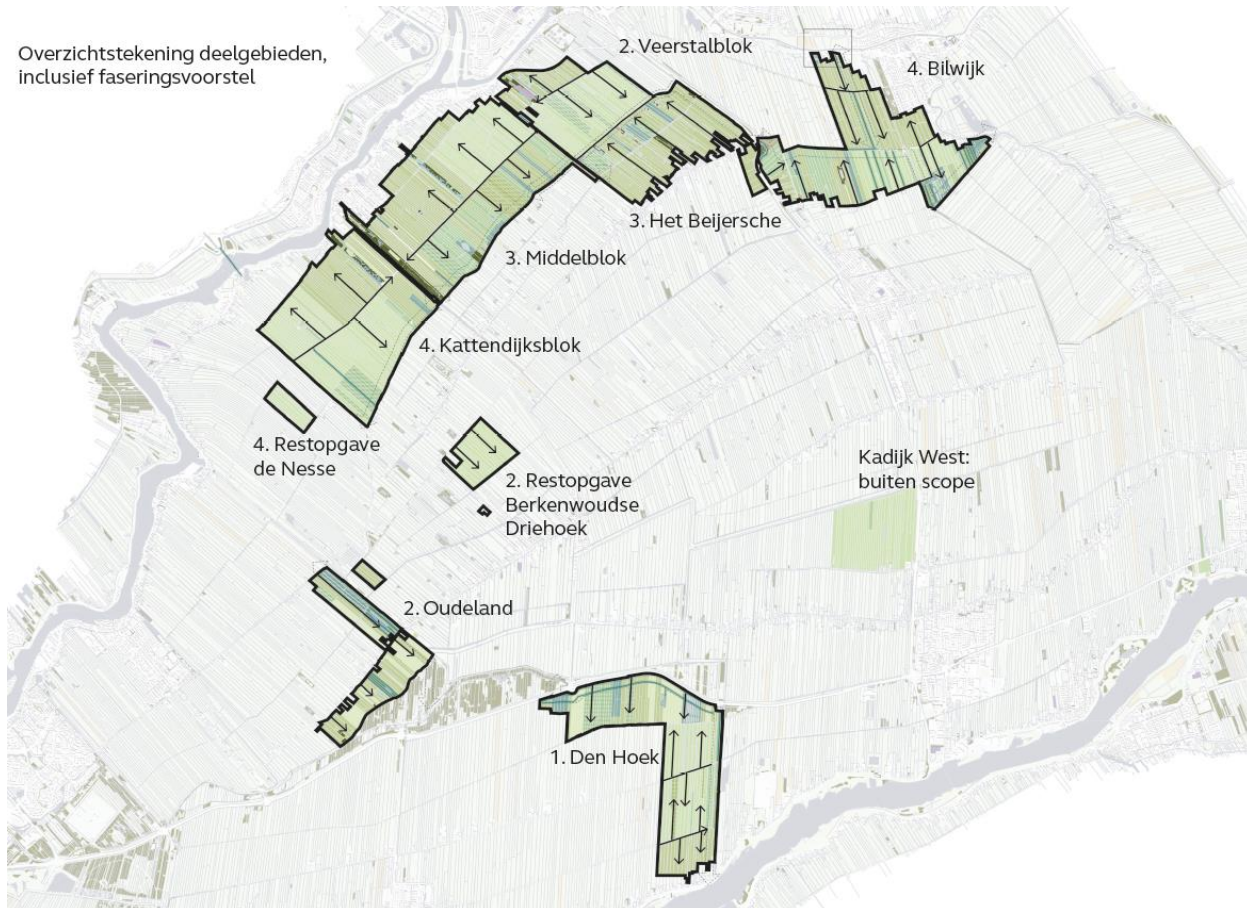 Overzichtstekening deelgebieden,
inclusief faseringsvoorstel
2. Veerstalblok
4. Bilwijk
3. Het Beijersche
3. Middelblok
4. Kattendijksblok
4. Restopgave
de Nesse
2. Restopgave
Berkenwoudse
Driehoek
Kadijk West:
buiten scope
2. Oudeland
1. Den Hoek